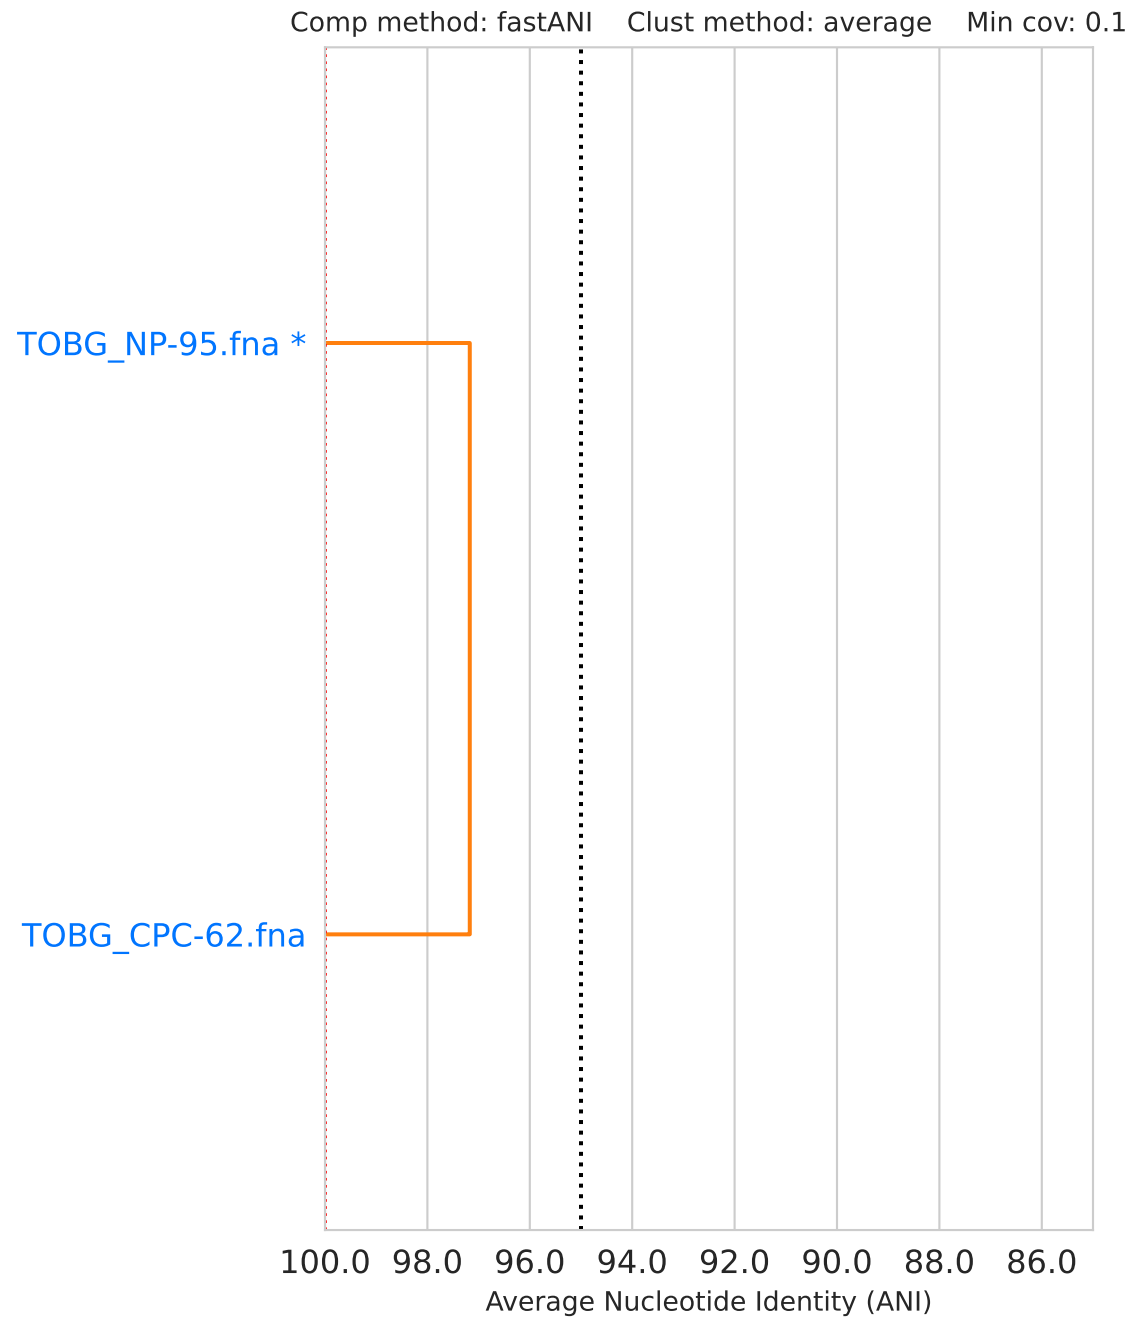 Comp method: fastANI    Clust method: average    Min cov: 0.1
TOBG_NP-95.fna *
TOBG_CPC-62.fna
100.0 98.0 96.0 94.0 92.0 90.0 88.0 86.0
Average Nucleotide Identity (ANI)